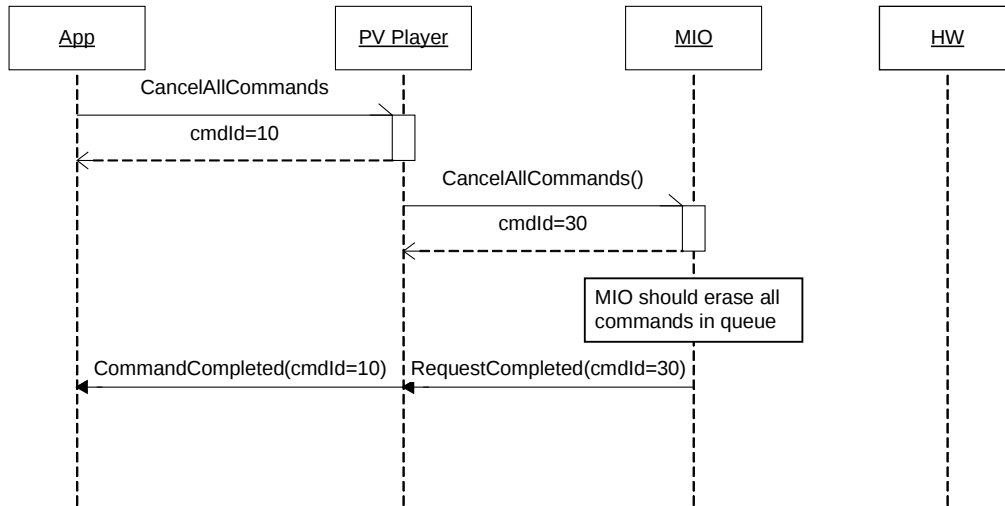 App
PV Player
MIO
HW
CancelAllCommands
cmdId=10
CancelAllCommands()
cmdId=30
MIO should erase all
commands in queue
CommandCompleted(cmdId=10)
RequestCompleted(cmdId=30)